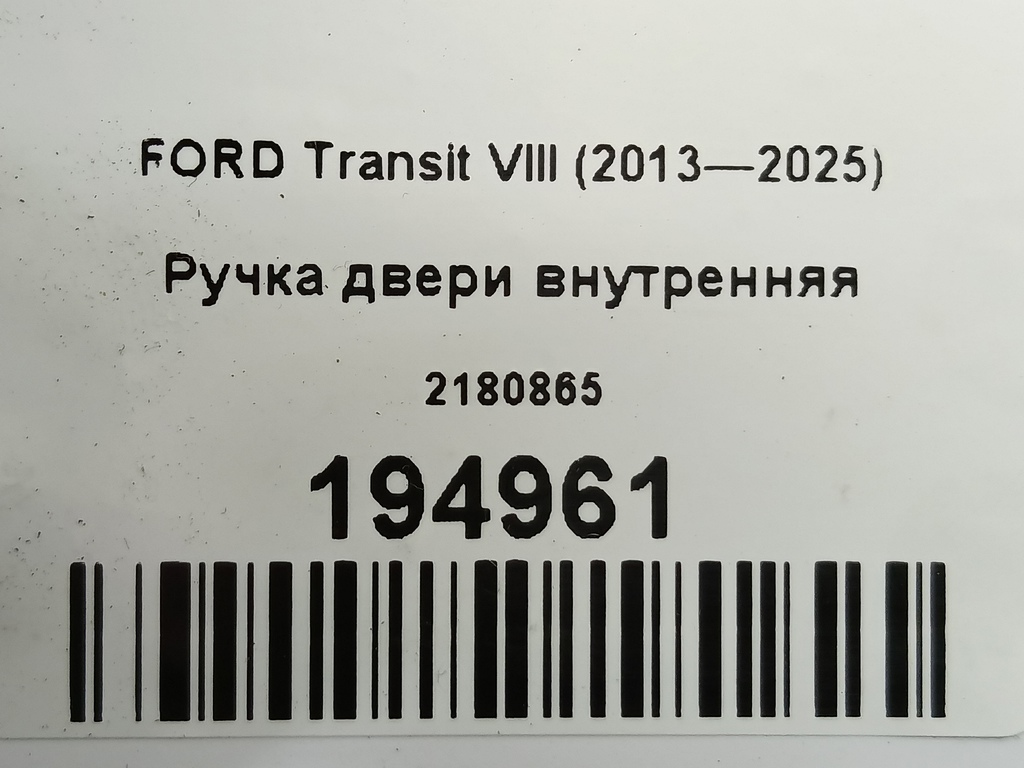 FORD Transit VIII (2013—2025)
Ручка двери внутренняя
2180865
194961